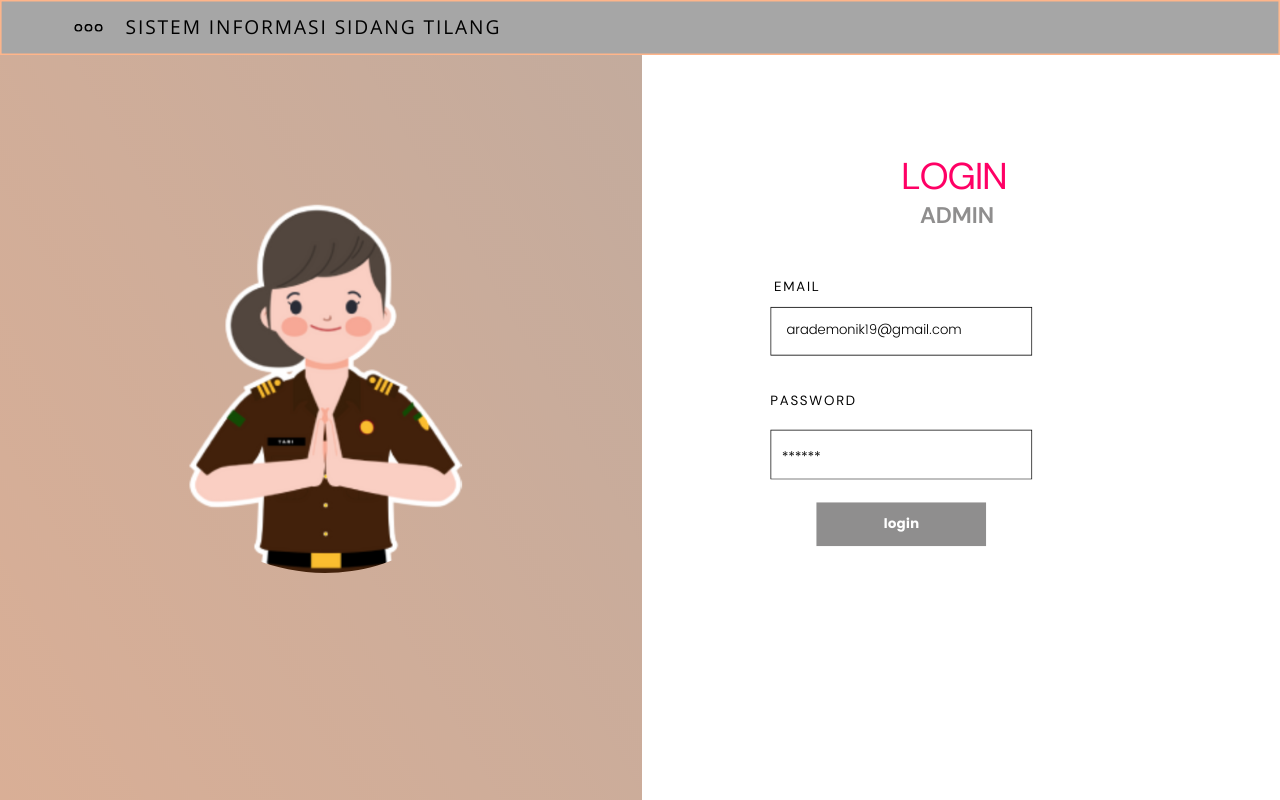 SISTEM INFORMASI SIDANG TILANG
LOGIN
ADMIN
EMAIL
arademonik19@gmail.com
PASSWORD
******
login